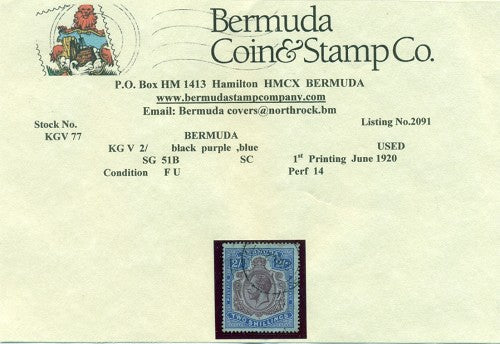 Bermuda
Coin&Stamp Co.
P.O. Box HM 1413 Hamilton HMCX BERMUDA
www.bermudastampcompany.com
Email: Bermuda covers@northrock.bm
Stock No. Listing No.2091
KGV 77 BERMUDA
KG V 2/ black purple ,blue USED
SG 51B SC 1st Printing June 1920
Condition F U Perf 14
2/- 2/-
TWO SHILLINGS